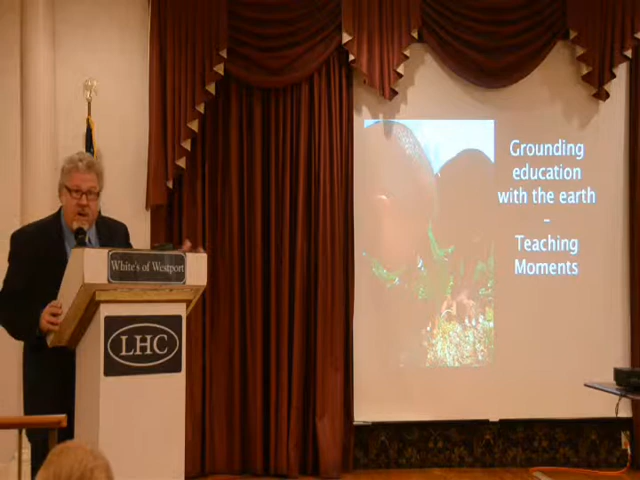 White's of Westport
LHC
Grounding
education
with the earth
-
Teaching
Moments